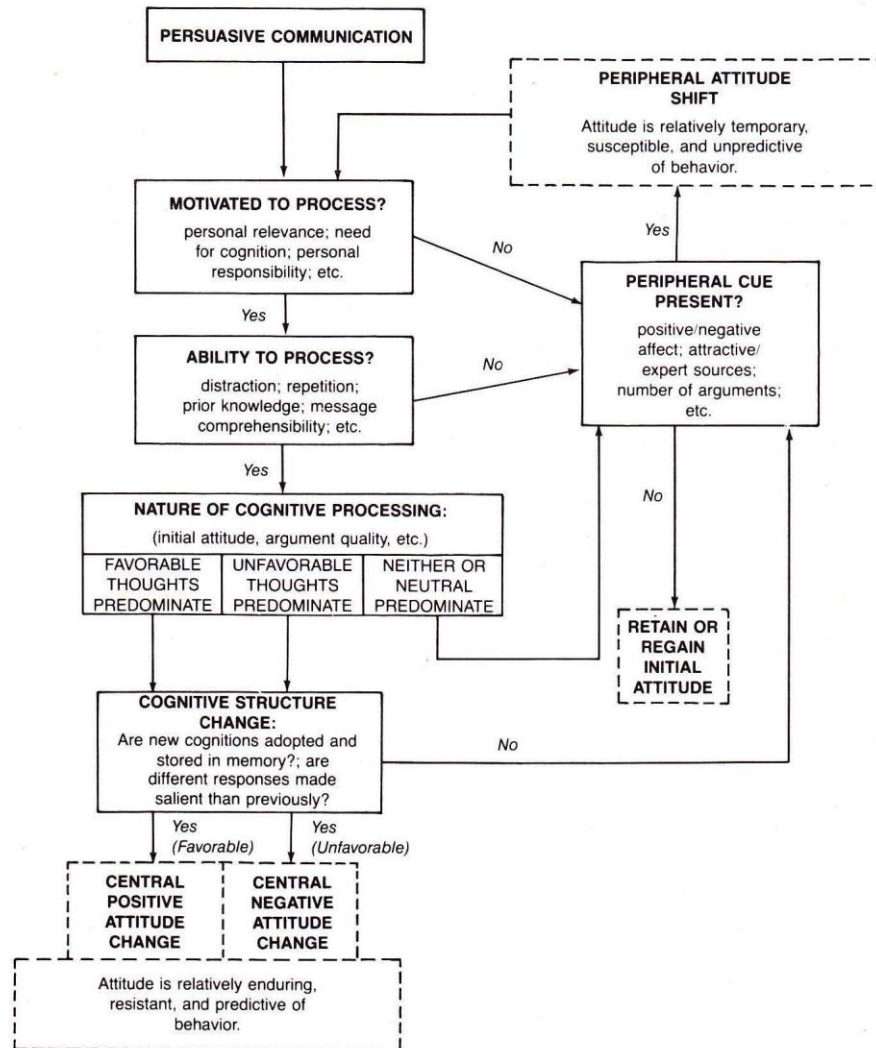 PERSUASIVE COMMUNICATION
PERIPHERAL ATTITUDE
SHIFT
Attitude is relatively temporary,
susceptible, and unpredictive
of behavior.
MOTIVATED TO PROCESS?
personal relevance; need
for cognition; personal
responsibility; etc.
No
Yes
Yes
PERIPHERAL CUE
PRESENT?
positive/negative
affect; attractive/
expert sources;
number of arguments;
etc.
ABILITY TO PROCESS?
distraction; repetition;
prior knowledge; message
comprehensibility; etc.
No
Yes
No
NATURE OF COGNITIVE PROCESSING:
(initial attitude, argument quality, etc.)
FAVORABLE
THOUGHTS
PREDOMINATE
UNFAVORABLE
THOUGHTS
PREDOMINATE
NEITHER OR
NEUTRAL
PREDOMINATE
RETAIN OR
REGAIN
INITIAL
ATTITUDE
COGNITIVE STRUCTURE
CHANGE:
Are new cognitions adopted and
stored in memory?; are
different responses made
salient than previously?
No
Yes
(Favorable)
Yes
(Unfavorable)
CENTRAL
POSITIVE
ATTITUDE
CHANGE
CENTRAL
NEGATIVE
ATTITUDE
CHANGE
Attitude is relatively enduring,
resistant, and predictive of
behavior.